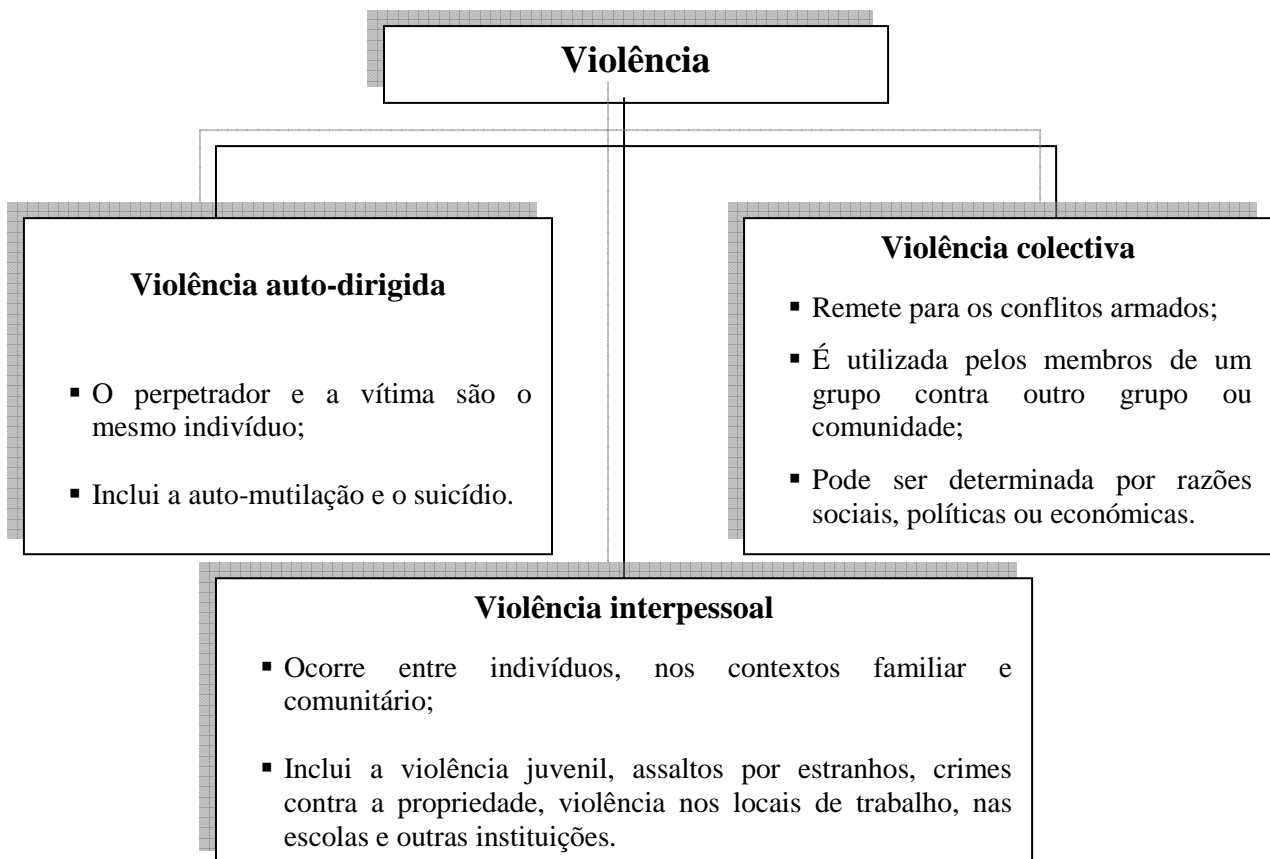 Violência
Violência auto-dirigida
▪ O perpetrador e a vítima são o
mesmo indivíduo;
▪ Inclui a auto-mutilação e o suicídio.
Violência colectiva
▪ Remete para os conflitos armados;
▪ É utilizada pelos membros de um
grupo contra outro grupo ou
comunidade;
▪ Pode ser determinada por razões
sociais, políticas ou económicas.
Violência interpessoal
▪ Ocorre entre indivíduos, nos contextos familiar e
comunitário;
▪ Inclui a violência juvenil, assaltos por estranhos, crimes
contra a propriedade, violência nos locais de trabalho, nas
escolas e outras instituições.